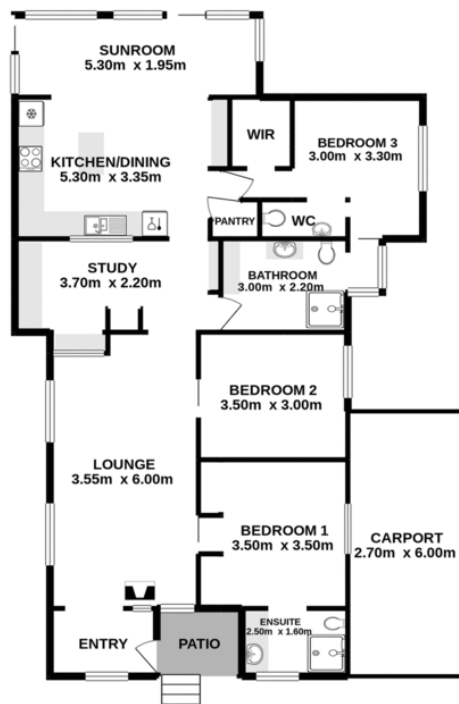 SUNROOM
5.30m x 1.95m
WIR
BEDROOM 3
3.00m x 3.30m
KITCHEN/DINING
5.30m x 3.35m
PANTRY
WC
STUDY
3.70m x 2.20m
BATHROOM
3.00m x 2.20m
BEDROOM 2
3.50m x 3.00m
LOUNGE
3.55m x 6.00m
BEDROOM 1
3.50m x 3.50m
CARPORT
2.70m x 6.00m
ENSUITE
2.50m x 1.60m
ENTRY
PATIO